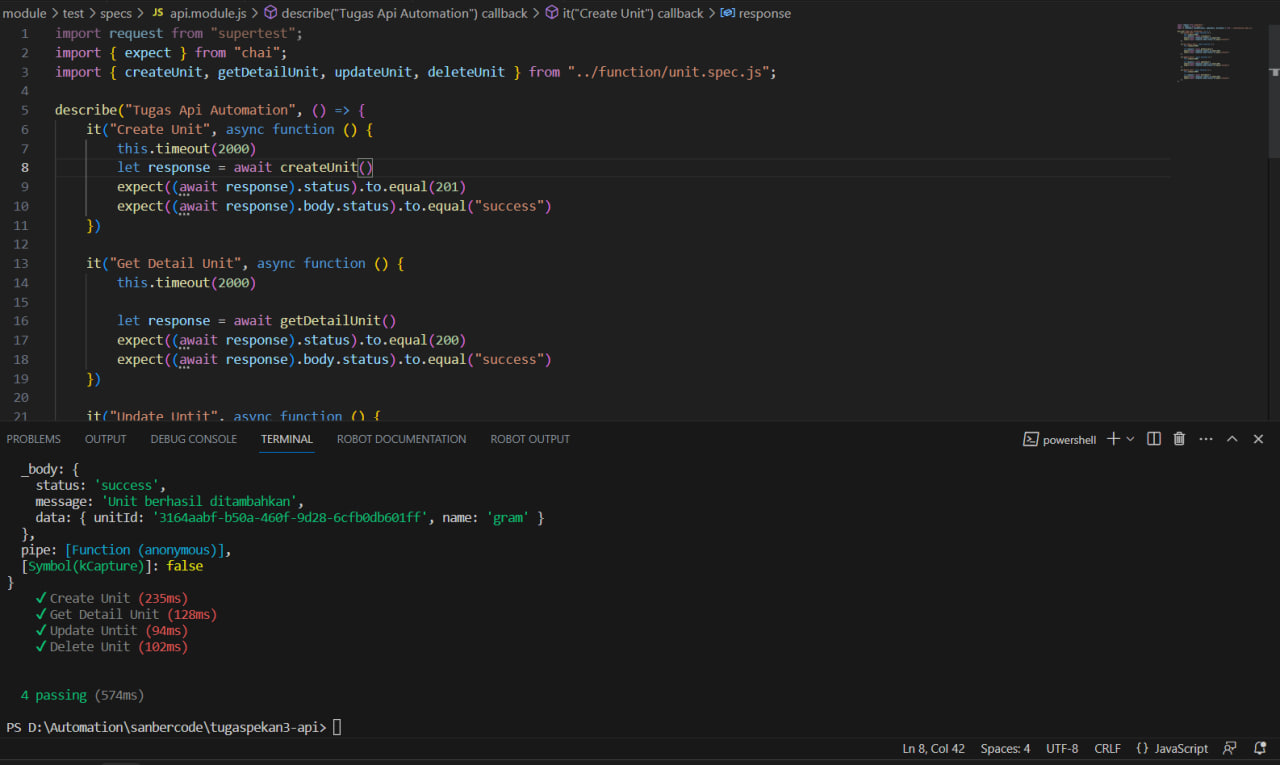 module > test > specs > JS api.module.js > describe("Tugas Api Automation") callback > it("Create Unit") callback > response
1 import request from "supertest";
2 import { expect } from "chai";
3 import { createUnit, getDetailUnit, updateUnit, deleteUnit } from "../function/unit.spec.js";
4
5 describe("Tugas Api Automation", () => {
6 it("Create Unit", async function () {
7 this.timeout(2000)
8 let response = await createUnit()
9 expect((await response).status).to.equal(201)
10 expect((await response).body.status).to.equal("success")
11 })
12
13 it("Get Detail Unit", async function () {
14 this.timeout(2000)
15
16 let response = await getDetailUnit()
17 expect((await response).status).to.equal(200)
18 expect((await response).body.status).to.equal("success")
19 })
20
21 it("Update Untit", async function () {
PROBLEMS OUTPUT DEBUG CONSOLE TERMINAL ROBOT DOCUMENTATION ROBOT OUTPUT powershell
_body: {
status: 'success',
message: 'Unit berhasil ditambahkan',
data: { unitId: '3164aabf-b50a-460f-9d28-6cfb0db601ff', name: 'gram' }
},
pipe: [Function (anonymous)],
[Symbol(kCapture)]: false
}
✓ Create Unit (235ms)
✓ Get Detail Unit (128ms)
✓ Update Untit (94ms)
✓ Delete Unit (102ms)
4 passing (574ms)
PS D:\Automation\sanbercode\tugaspekan3-api>
Ln 8, Col 42 Spaces: 4 UTF-8 CRLF {} JavaScript